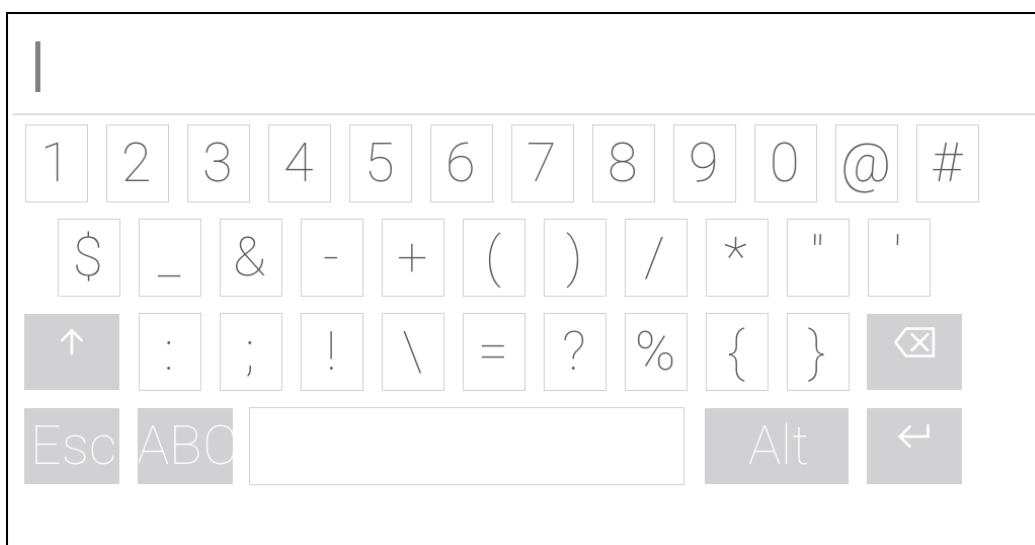 1 2 3 4 5 6 7 8 9 0 @ #
$ _ & - + ( ) / * " '
: ; ! \ = ? % { }
Esc ABC Alt